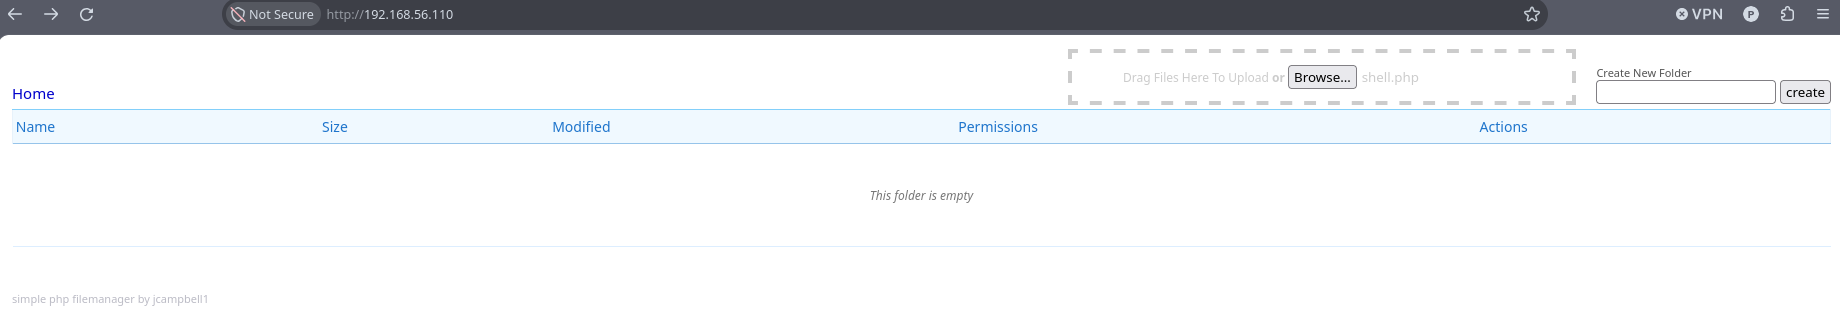 Not Secure http://192.168.56.110 VPN P
Drag Files Here To Upload or Browse... shell.php
Create New Folder
create
Home
Name Size Modified Permissions Actions
This folder is empty
simple php filemanager by jcampbell1